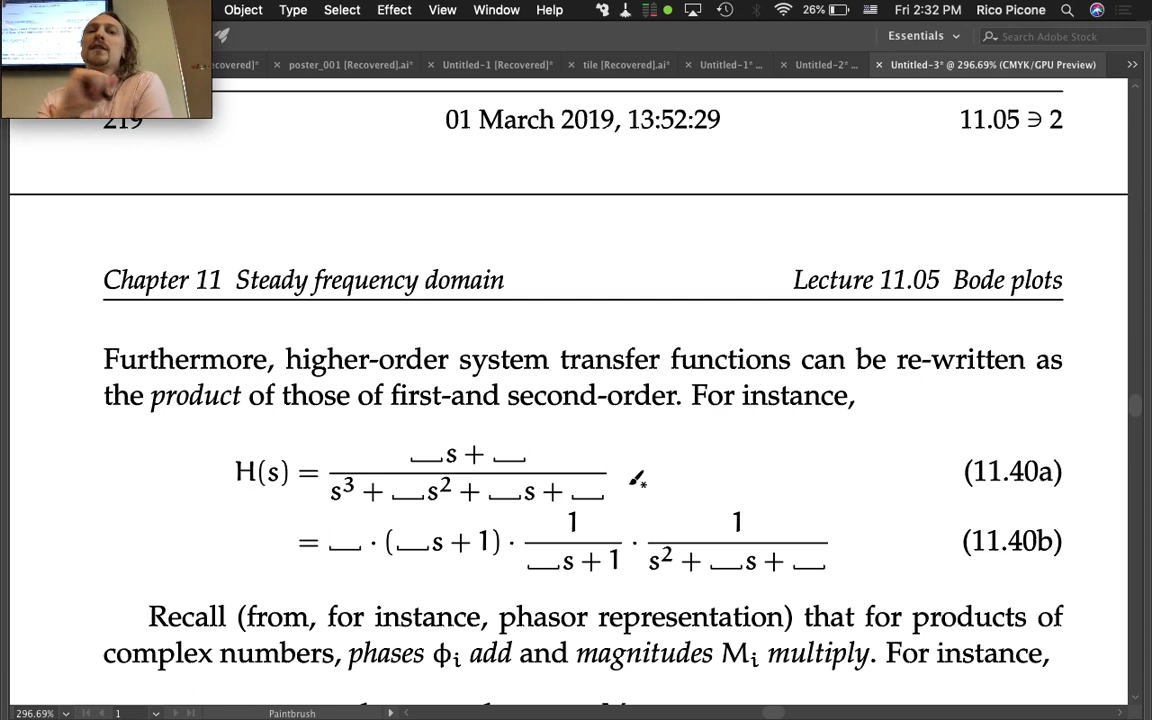 Object Type Select Effect View Window Help 26% Fri 2:32 PM Rico Picone
Essentials Search Adobe Stock
ecovered]* × poster_001 [Recovered].ai* × Untitled-1 [Recovered]* × tile [Recovered].ai* × Untitled-1* ... × Untitled-2* ... × Untitled-3* @ 296.69% (CMYK/GPU Preview) >>
219 01 March 2019, 13:52:29 11.05 ∋ 2
Chapter 11 Steady frequency domain Lecture 11.05 Bode plots
Furthermore, higher-order system transfer functions can be re-written as
the product of those of first-and second-order. For instance,
H(s) = (__s + __) / (s³ + __s² + __s + __) (11.40a)
= __ · (__s + 1) · 1 / (__s + 1) · 1 / (s² + __s + __) (11.40b)
Recall (from, for instance, phasor representation) that for products of
complex numbers, phases ϕᵢ add and magnitudes Mᵢ multiply. For instance,
296.69% 1 Paintbrush